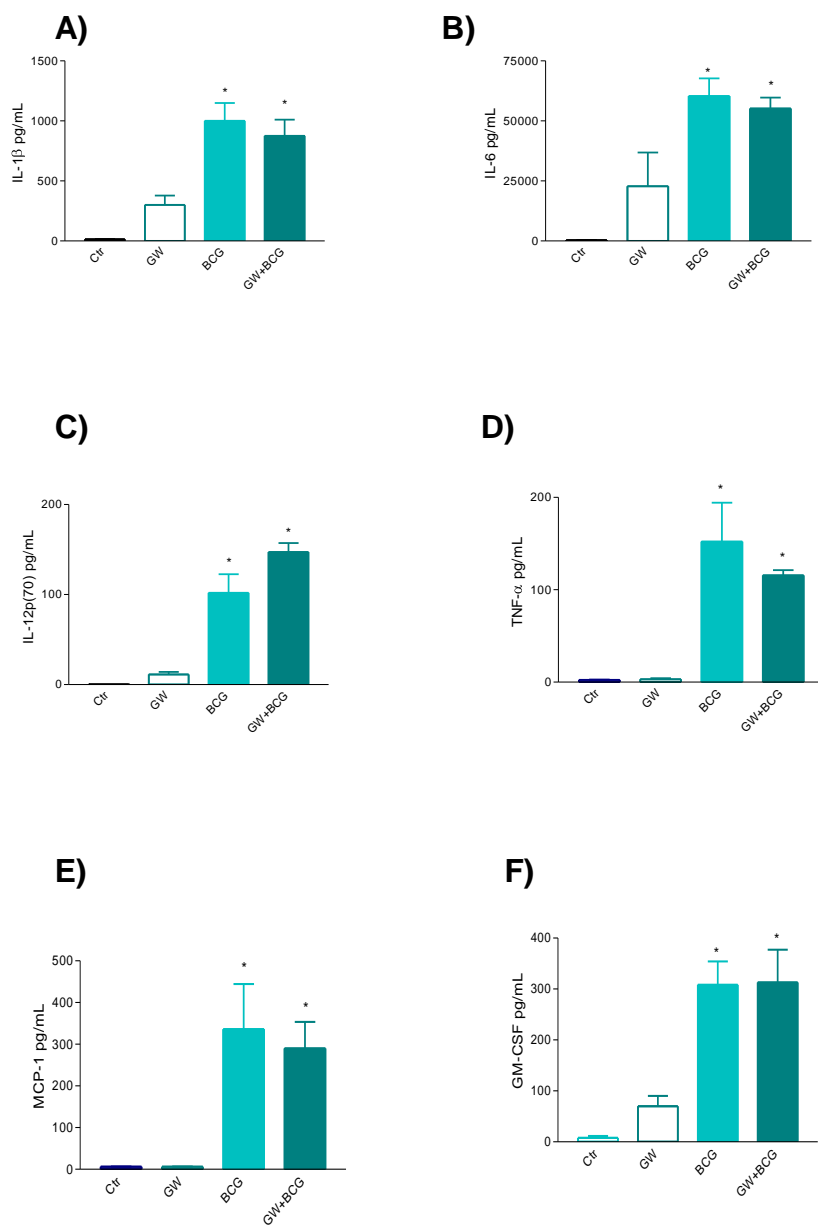 A)
1500
1000
500
0
IL-1β pg/mL
*
*
Ctr
GW
BCG
GW+BCG
B)
75000
50000
25000
0
IL-6 pg/mL
*
*
Ctr
GW
BCG
GW+BCG
C)
200
100
0
IL-12p(70) pg/mL
*
*
Ctr
GW
BCG
GW+BCG
D)
200
100
0
TNF-α pg/mL
*
*
Ctr
GW
BCG
GW+BCG
E)
500
400
300
200
100
0
MCP-1 pg/mL
*
*
Ctr
GW
BCG
GW+BCG
F)
400
300
200
100
0
GM-CSF pg/mL
*
*
Ctr
GW
BCG
GW+BCG